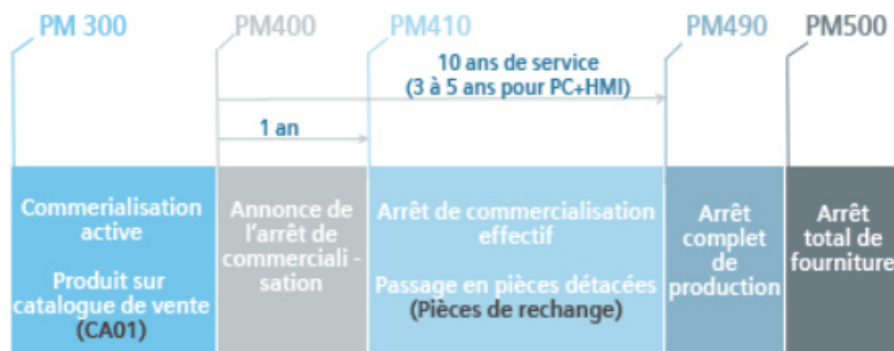 PM 300
PM400
PM410
PM490
PM500
10 ans de service
(3 à 5 ans pour PC+HMI)
1 an
Commerialisation
active
Produit sur
catalogue de vente
(CA01)
Annonce de
l'arrêt de
commerciali -
sation
Arrêt de commercialisation
effectif
Passage en pièces détacées
(Pièces de rechange)
Arrêt
complet
de
production
Arrêt
total de
fourniture